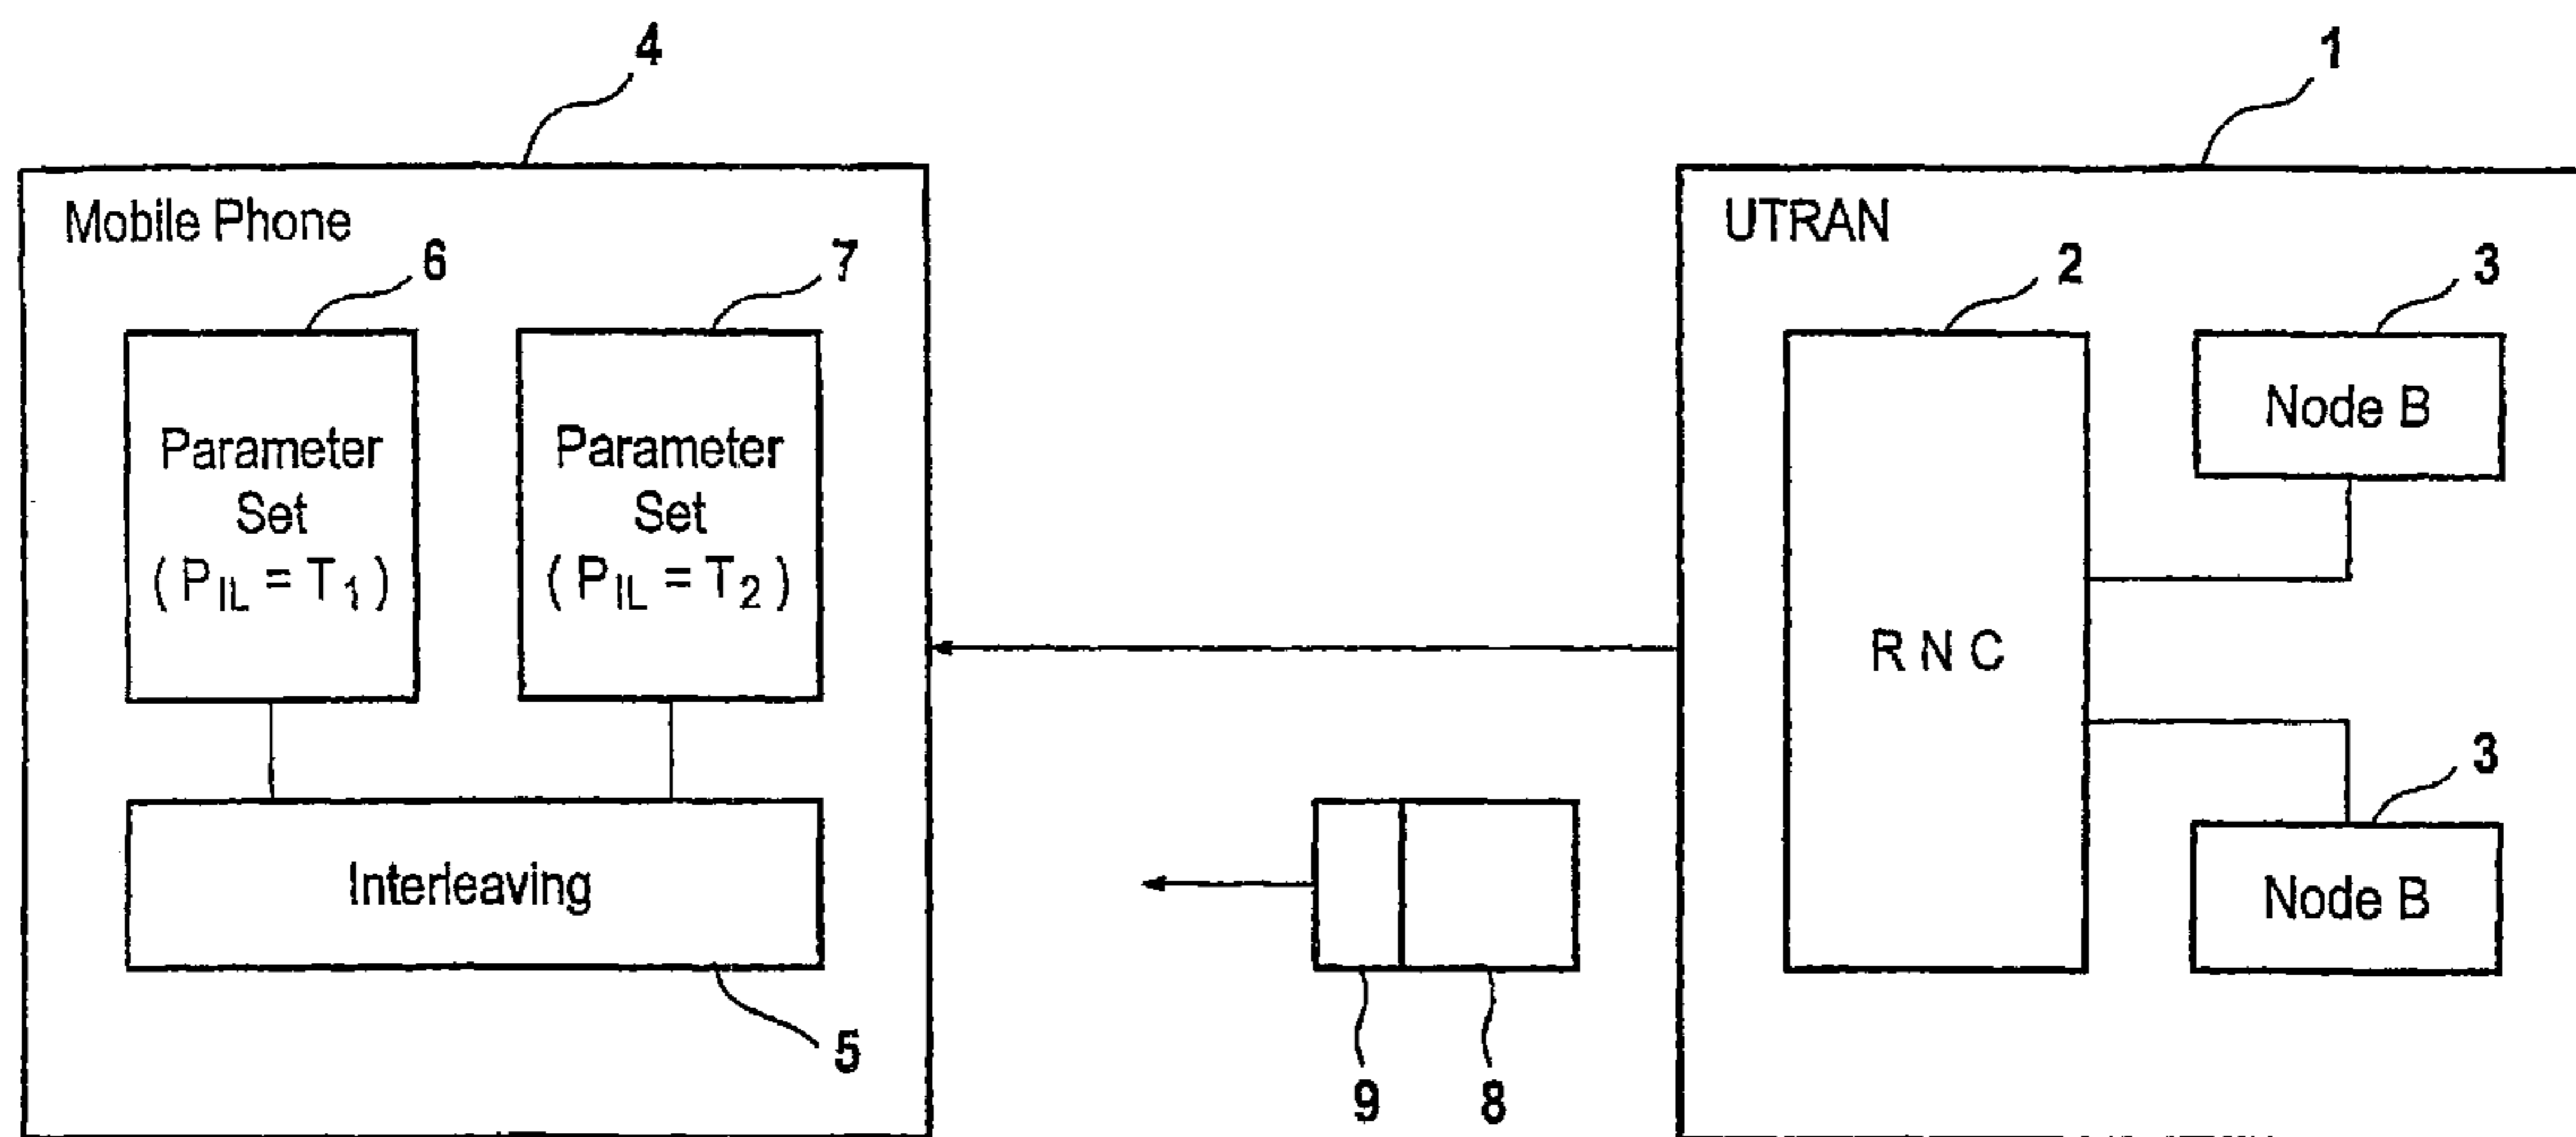 4
1
Mobile Phone
UTRAN
6
7
2
3
Parameter
Set
( P_IL = T_1 )
Parameter
Set
( P_IL = T_2 )
R N C
Node B
3
Node B
Interleaving
5
9
8